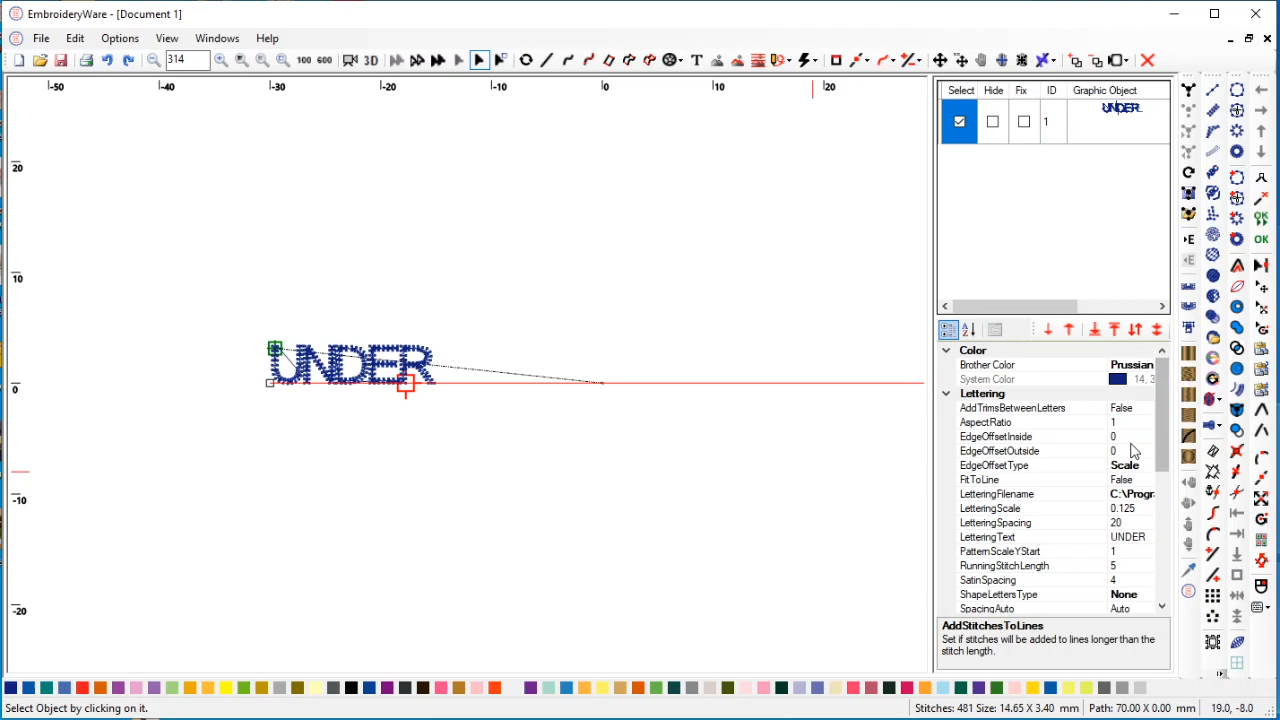 EmbroideryWare - [Document 1]
File Edit Options View Windows Help
314 100 600 3D
-50 -30 -20 -10 0 10 20
20
10
0
-10
-20
UNDER
Select Hide Fix ID Graphic Object
1 UNDER
Color
Brother Color Prussian
System Color 14, 3
Lettering
AddTrimsBetweenLetters False
AspectRatio 1
EdgeOffsetInside 0
EdgeOffsetOutside 0
EdgeOffsetType Scale
FitToLine False
LetteringFilename C:\Progr
LetteringScale 0.125
LetteringSpacing 20
LetteringText UNDER
PatternScaleYStart 1
RunningStitchLength 5
SatinSpacing 4
ShapeLettersType None
SpacingAuto Auto
AddStitchesToLines
Set if stitches will be added to lines longer than the
stitch length.
OK
OK
Select Object by clicking on it.
Stitches: 481 Size: 14.65 X 3.40 mm Path: 70.00 X 0.00 mm 19.0, -8.0